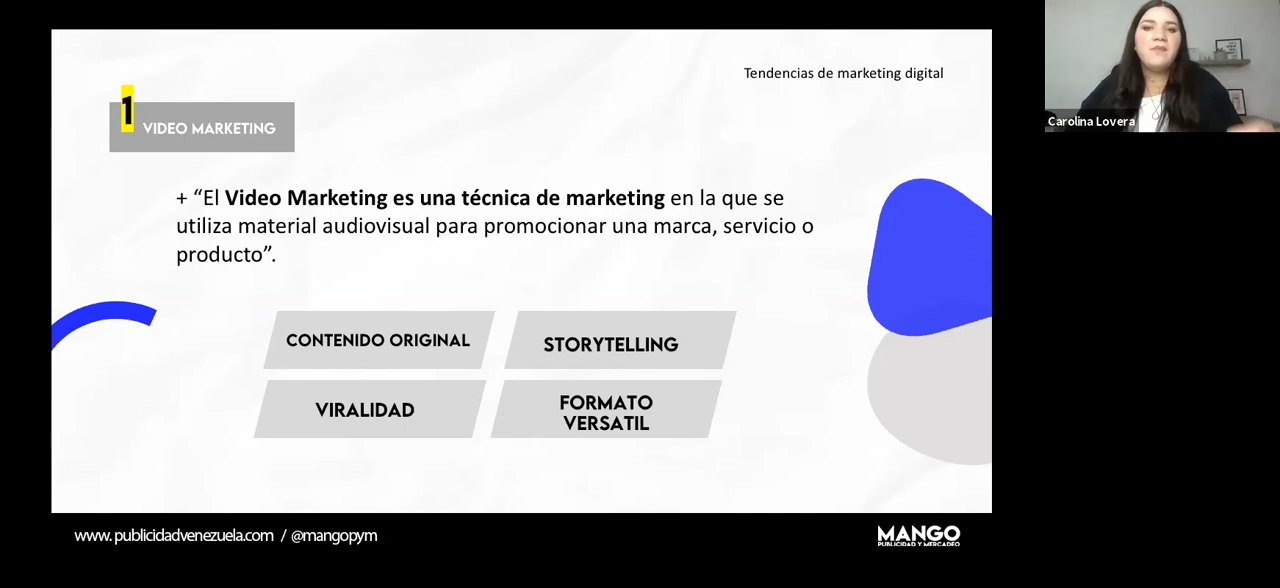 Tendencias de marketing digital
1
VIDEO MARKETING
+ “El Video Marketing es una técnica de marketing en la que se
utiliza material audiovisual para promocionar una marca, servicio o
producto”.
CONTENIDO ORIGINAL
STORYTELLING
VIRALIDAD
FORMATO
VERSATIL
www.publicidadvenezuela.com / @mangopym
MANGO
PUBLICIDAD Y MERCADEO
Carolina Lovera